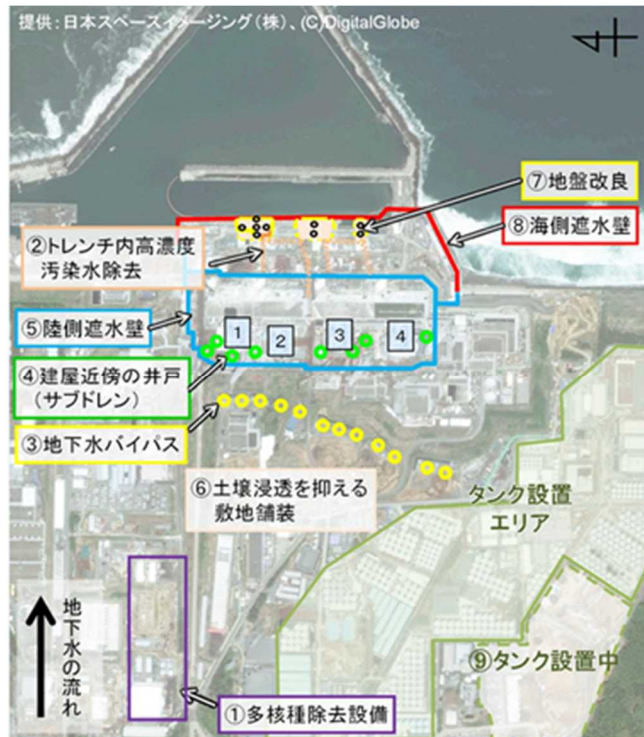 提供：日本スペースイメージング（株）、(C)DigitalGlobe
⑦地盤改良
⑧海側遮水壁
②トレンチ内高濃度
汚染水除去
⑤陸側遮水壁
1
2
3
4
④建屋近傍の井戸
（サブドレン）
③地下水バイパス
⑥土壌浸透を抑える
敷地舗装
タンク設置
エリア
地下水の流れ
⑨タンク設置中
①多核種除去設備